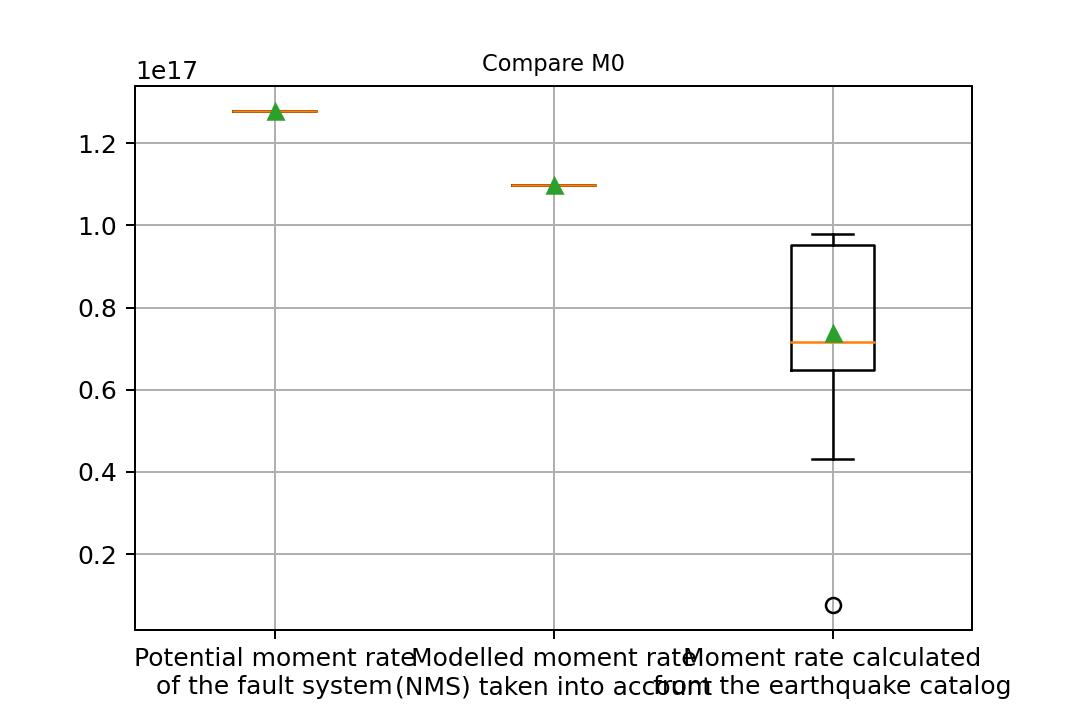 Compare M0
1e17
1.2
1.0
0.8
0.6
0.4
0.2
Potential moment rate
of the fault system
Modelled moment rate
(NMS) taken into account
Moment rate calculated
from the earthquake catalog